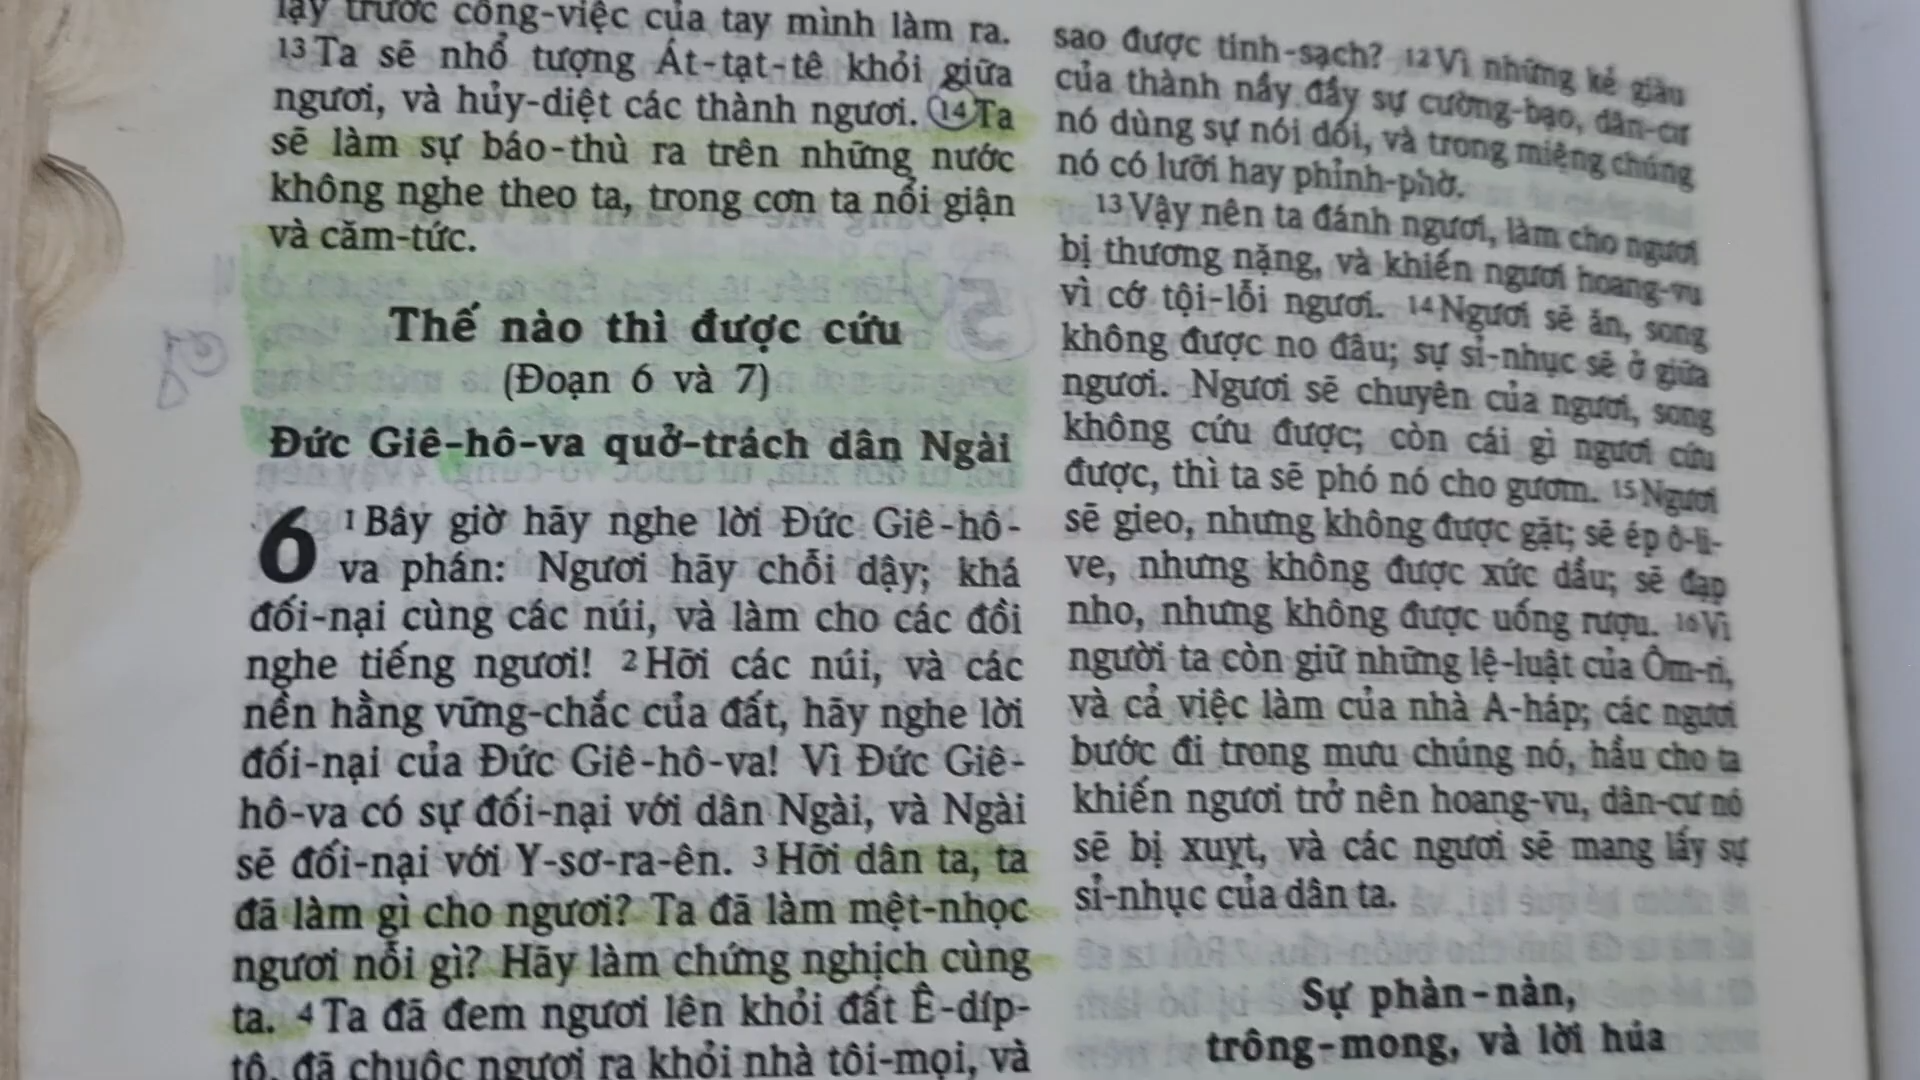 lạy trước công-việc của tay mình làm ra.
13 Ta sẽ nhổ tượng Át-tạt-tê khỏi giữa
ngươi, và hủy-diệt các thành ngươi. 14 Ta
sẽ làm sự báo-thù ra trên những nước
không nghe theo ta, trong cơn ta nổi giận
và căm-tức.
Thế nào thì được cứu
(Đoạn 6 và 7)
Đức Giê-hô-va quở-trách dân Ngài
6 1 Bây giờ hãy nghe lời Đức Giê-hô-
va phán: Ngươi hãy chỗi dậy; khá
đối-nại cùng các núi, và làm cho các đồi
nghe tiếng ngươi! 2 Hỡi các núi, và các
nền hằng vững-chắc của đất, hãy nghe lời
đối-nại của Đức Giê-hô-va! Vì Đức Giê-
hô-va có sự đối-nại với dân Ngài, và Ngài
sẽ đối-nại với Y-sơ-ra-ên. 3 Hỡi dân ta, ta
đã làm gì cho ngươi? Ta đã làm mệt-nhọc
ngươi nỗi gì? Hãy làm chứng nghịch cùng
ta. 4 Ta đã đem ngươi lên khỏi đất Ê-díp-
tô, đã chuộc ngươi ra khỏi nhà tôi-mọi, và
sao được tinh-sạch? 12 Vì những kẻ giàu
của thành nầy đầy sự cường-bạo, dân-cư
nó dùng sự nói dối, và trong miệng chúng
nó có lưỡi hay phỉnh-phờ.
13 Vậy nên ta đánh ngươi, làm cho ngươi
bị thương nặng, và khiến ngươi hoang-vu
vì cớ tội-lỗi ngươi. 14 Ngươi sẽ ăn, song
không được no đâu; sự sỉ-nhục sẽ ở giữa
ngươi. Ngươi sẽ chuyên của ngươi, song
không cứu được; còn cái gì ngươi cứu
được, thì ta sẽ phó nó cho gươm. 15 Ngươi
sẽ gieo, nhưng không được gặt; sẽ ép ô-li-
ve, nhưng không được xức dầu; sẽ đạp
nho, nhưng không được uống rượu. 16 Vì
người ta còn giữ những lệ-luật của Ôm-ri,
và cả việc làm của nhà A-háp; các ngươi
bước đi trong mưu chúng nó, hầu cho ta
khiến ngươi trở nên hoang-vu, dân-cư nó
sẽ bị xuỵt, và các ngươi sẽ mang lấy sự
sỉ-nhục của dân ta.
Sự phàn-nàn,
trông-mong, và lời hứa